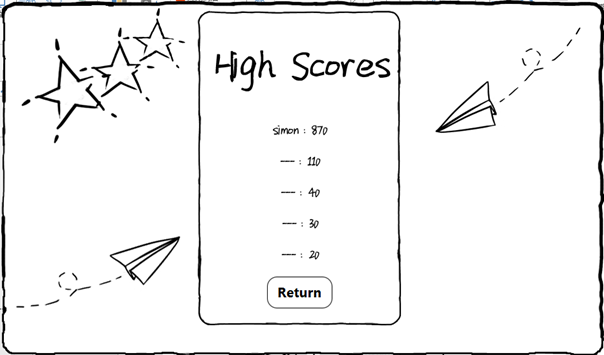 High Scores
simon : 870
--- : 110
--- : 40
--- : 30
--- : 20
Return